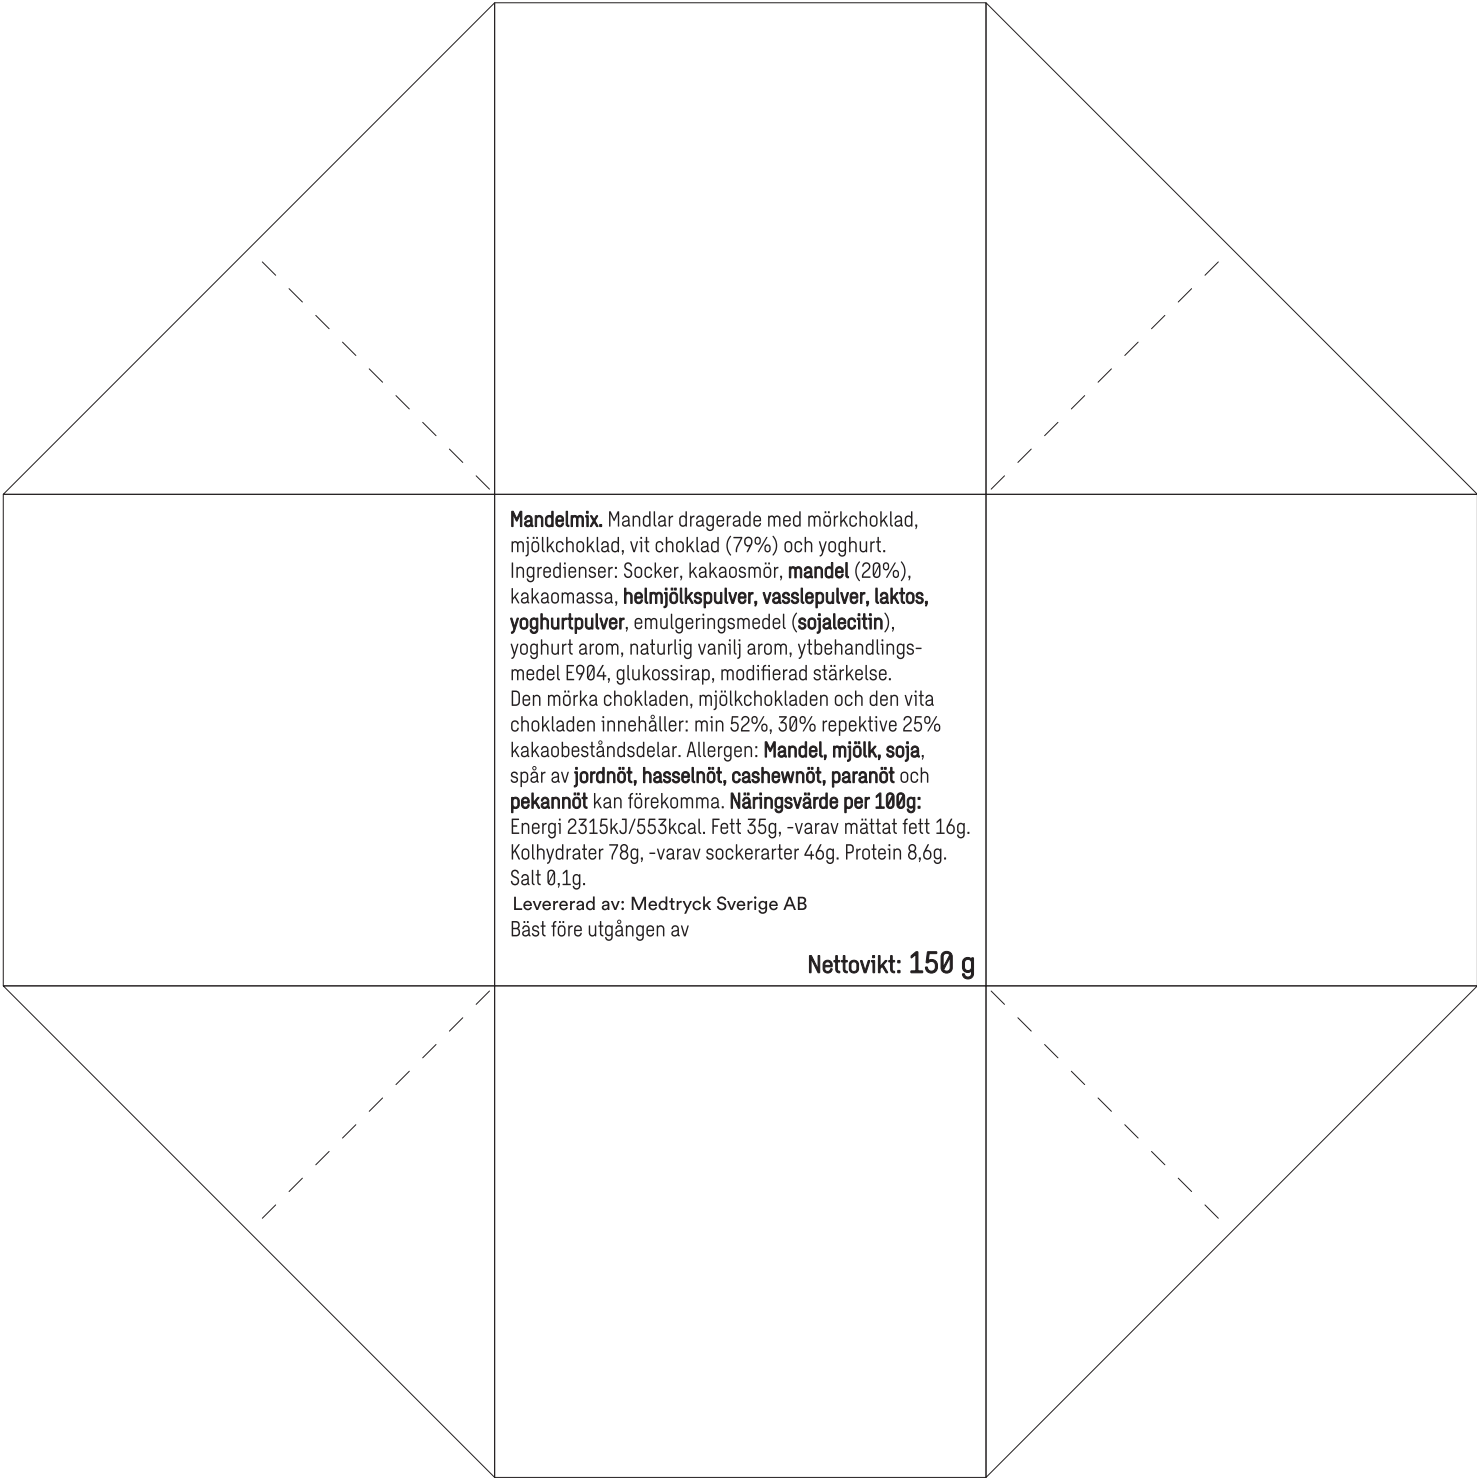 Mandelmix. Mandlar dragerade med mörkchoklad,
mjölkchoklad, vit choklad (79%) och yoghurt.
Ingredienser: Socker, kakaosmör, mandel (20%),
kakaomassa, helmjölkspulver, vasslepulver, laktos,
yoghurtpulver, emulgeringsmedel (sojalecitin),
yoghurt arom, naturlig vanilj arom, ytbehandlings-
medel E904, glukossirap, modifierad stärkelse.
Den mörka chokladen, mjölkchokladen och den vita
chokladen innehåller: min 52%, 30% repektive 25%
kakaobeståndsdelar. Allergen: Mandel, mjölk, soja,
spår av jordnöt, hasselnöt, cashewnöt, paranöt och
pekannöt kan förekomma. Näringsvärde per 100g:
Energi 2315kJ/553kcal. Fett 35g, -varav mättat fett 16g.
Kolhydrater 78g, -varav sockerarter 46g. Protein 8,6g.
Salt 0,1g.
Levererad av: Medtryck Sverige AB
Bäst före utgången av
Nettovikt: 150 g